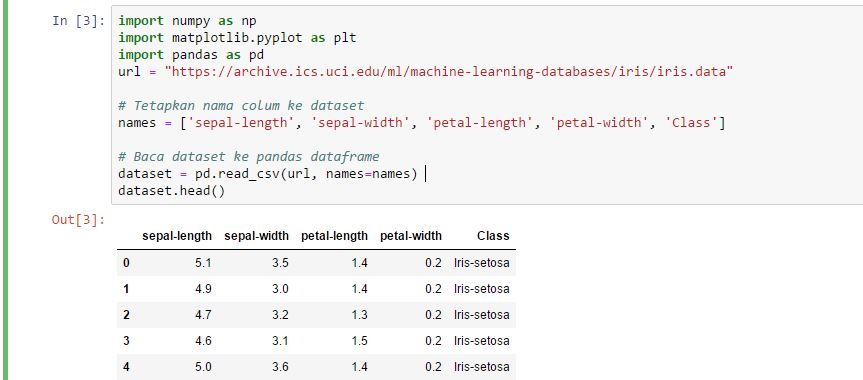 In [3]: import numpy as np
import matplotlib.pyplot as plt
import pandas as pd
url = "https://archive.ics.uci.edu/ml/machine-learning-databases/iris/iris.data"
# Tetapkan nama colum ke dataset
names = ['sepal-length', 'sepal-width', 'petal-length', 'petal-width', 'Class']
# Baca dataset ke pandas dataframe
dataset = pd.read_csv(url, names=names)
dataset.head()
Out[3]:
sepal-length sepal-width petal-length petal-width Class
0 5.1 3.5 1.4 0.2 Iris-setosa
1 4.9 3.0 1.4 0.2 Iris-setosa
2 4.7 3.2 1.3 0.2 Iris-setosa
3 4.6 3.1 1.5 0.2 Iris-setosa
4 5.0 3.6 1.4 0.2 Iris-setosa